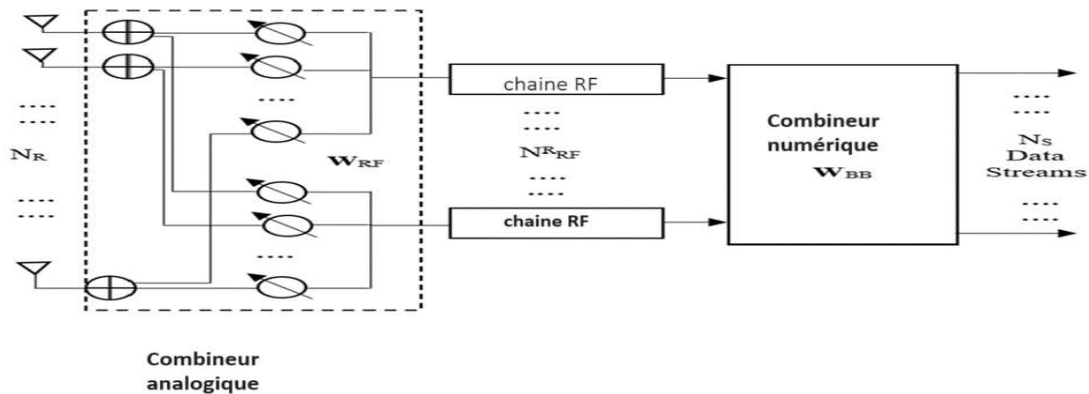 N_R
W_RF
chaine RF
N^R_RF
chaine RF
Combineur
numérique
W_BB
N_S
Data
Streams
Combineur
analogique